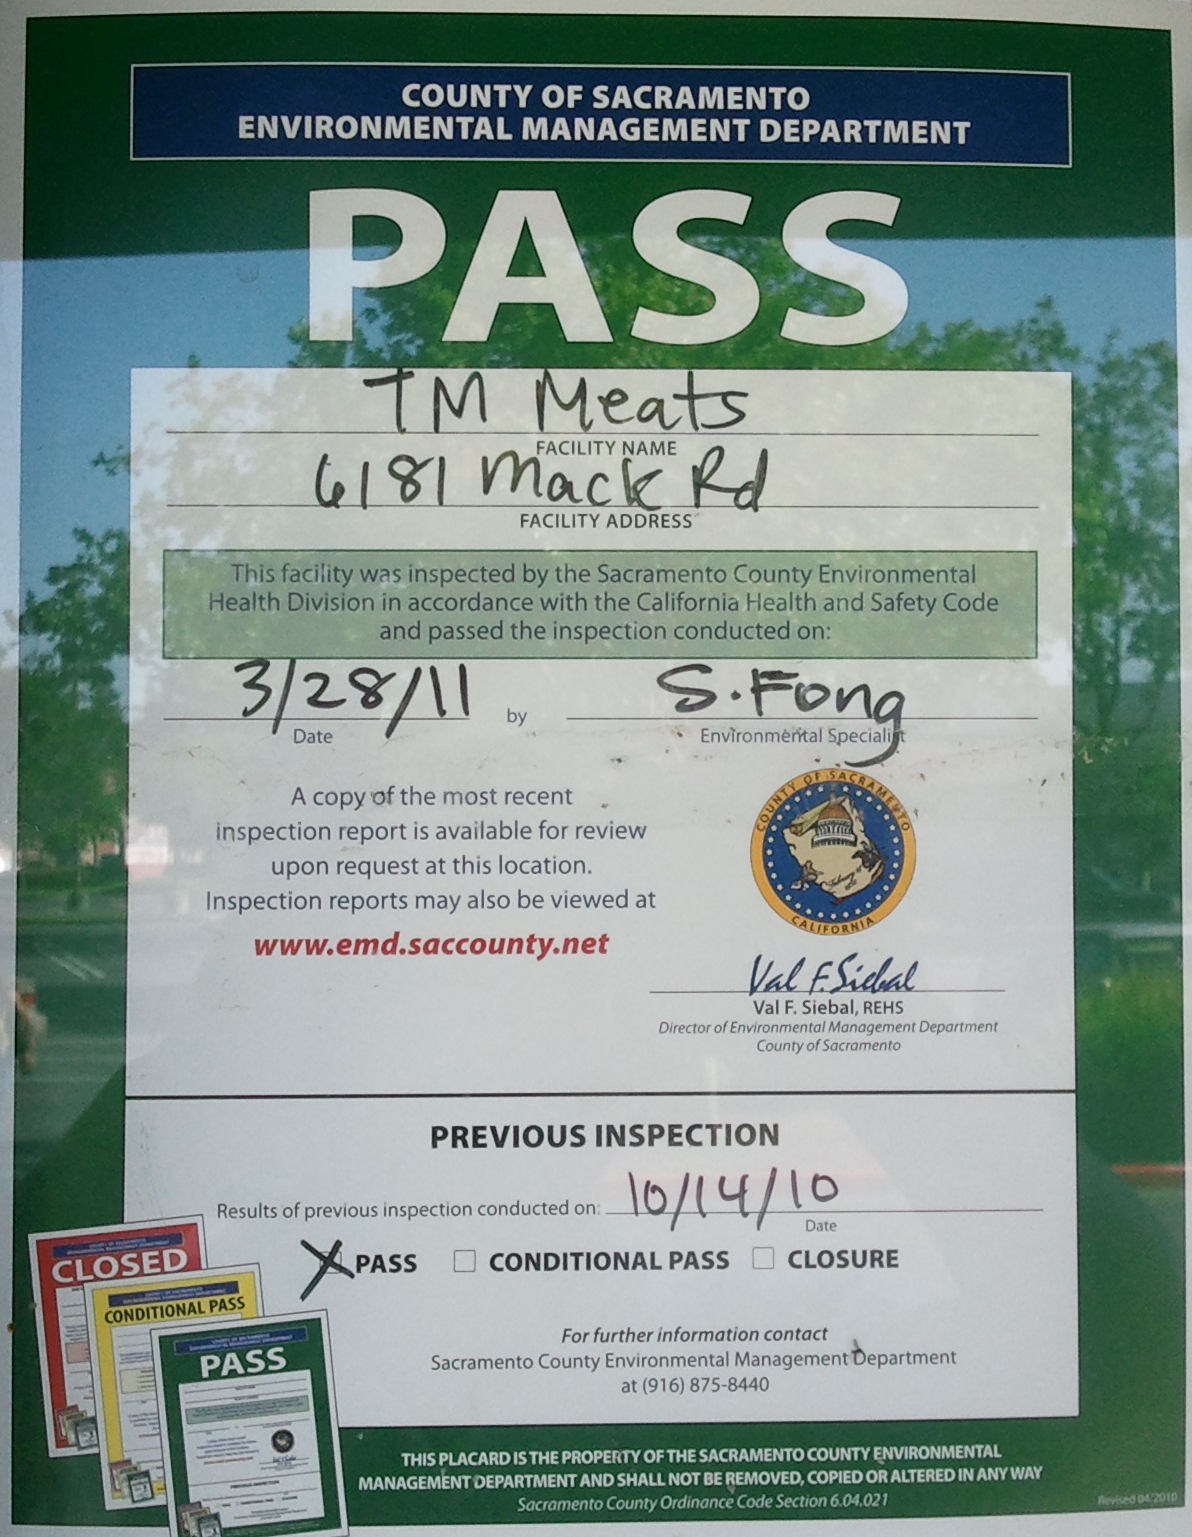 COUNTY OF SACRAMENTO
ENVIRONMENTAL MANAGEMENT DEPARTMENT
PASS
TM Meats
FACILITY NAME
6181 Mack Rd
FACILITY ADDRESS
This facility was inspected by the Sacramento County Environmental
Health Division in accordance with the California Health and Safety Code
and passed the inspection conducted on:
3/28/11 by S. Fong
Date Environmental Specialist
A copy of the most recent
inspection report is available for review
upon request at this location.
Inspection reports may also be viewed at
www.emd.saccounty.net
COUNTY OF SACRAMENTO
CALIFORNIA
Val F. Siebal
Val F. Siebal, REHS
Director of Environmental Management Department
County of Sacramento
PREVIOUS INSPECTION
Results of previous inspection conducted on: 10/14/10
Date
PASS CONDITIONAL PASS CLOSURE
For further information contact
Sacramento County Environmental Management Department
at (916) 875-8440
CLOSED
CONDITIONAL PASS
PASS
THIS PLACARD IS THE PROPERTY OF THE SACRAMENTO COUNTY ENVIRONMENTAL
MANAGEMENT DEPARTMENT AND SHALL NOT BE REMOVED, COPIED OR ALTERED IN ANY WAY
Sacramento County Ordinance Code Section 6.04.021
Revised 04/2010